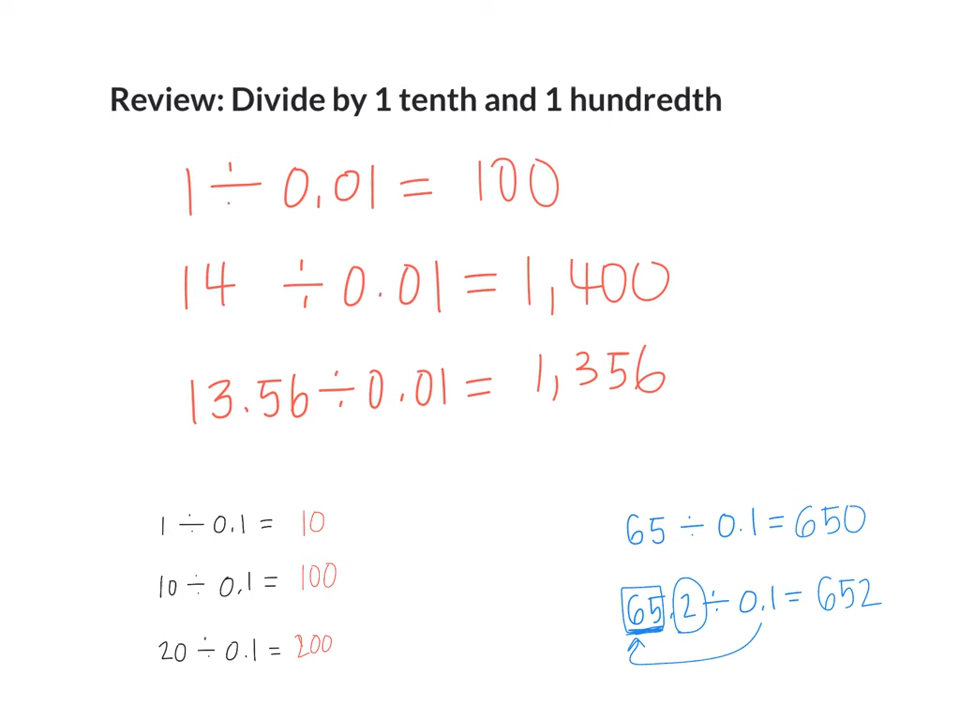 Review: Divide by 1 tenth and 1 hundredth
1 ÷ 0.01 = 100
14 ÷ 0.01 = 1,400
13.56 ÷ 0.01 = 1,356
1 ÷ 0.1 = 10
10 ÷ 0.1 = 100
20 ÷ 0.1 = 200
65 ÷ 0.1 = 650
65.2 ÷ 0.1 = 652